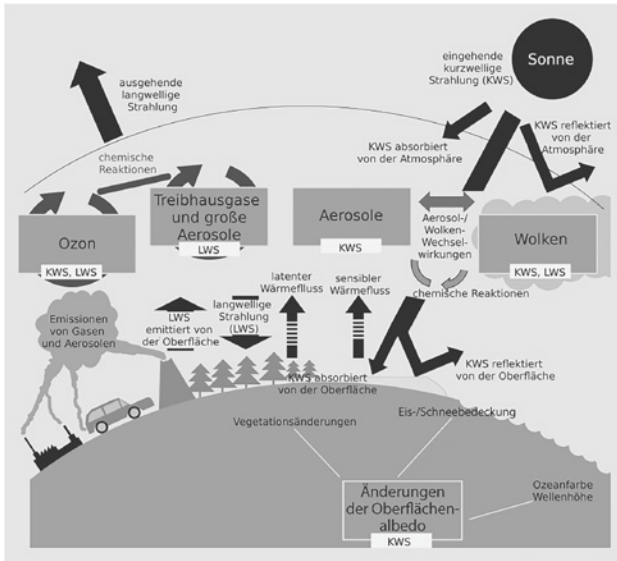 Sonne
eingehende
kurzwellige
Strahlung (KWS)
ausgehende
langwellige
Strahlung
KWS reflektiert
von der
Atmosphäre
KWS absorbiert
von der Atmosphäre
chemische
Reaktionen
Ozon
KWS, LWS
Treibhausgase
und große
Aerosole
LWS
Aerosole
KWS
Aerosol-/
Wolken-
Wechsel-
wirkungen
Wolken
KWS, LWS
chemische Reaktionen
Emissionen
von Gasen
und Aerosolen
LWS
emittiert von
der Oberfläche
langwellige
Strahlung
(LWS)
latenter
Wärmefluss
sensibler
Wärmefluss
KWS absorbiert
von der Oberfläche
KWS reflektiert
von der Oberfläche
Vegetationsänderungen
Eis-/Schneebedeckung
Ozeanfarbe
Wellenhöhe
Änderungen
der Oberflächen-
albedo
KWS